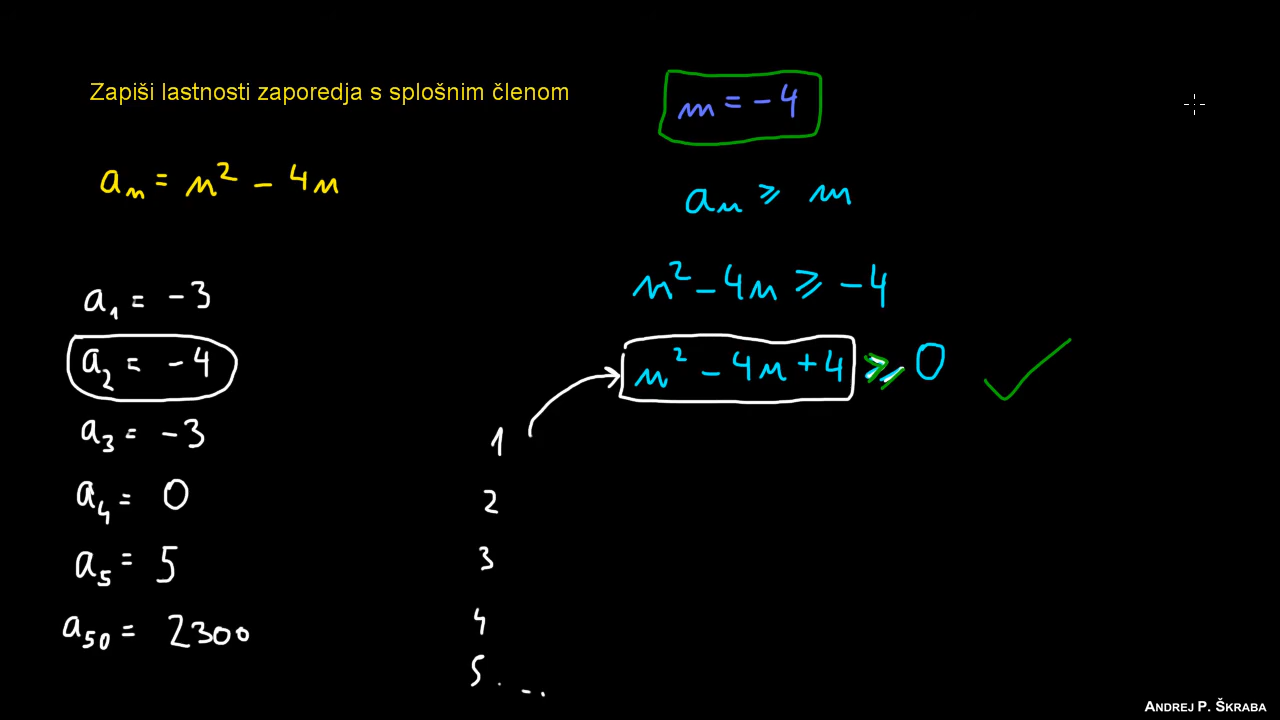 Zapiši lastnosti zaporedja s splošnim členom
aₙ = n² - 4n
a₁ = -3
a₂ = -4
a₃ = -3
a₄ = 0
a₅ = 5
a₅₀ = 2300
m = -4
aₙ ≥ m
n² - 4n ≥ -4
n² - 4n + 4 ≥ 0
1
2
3
4
5. ...
ANDREJ P. ŠKRABA